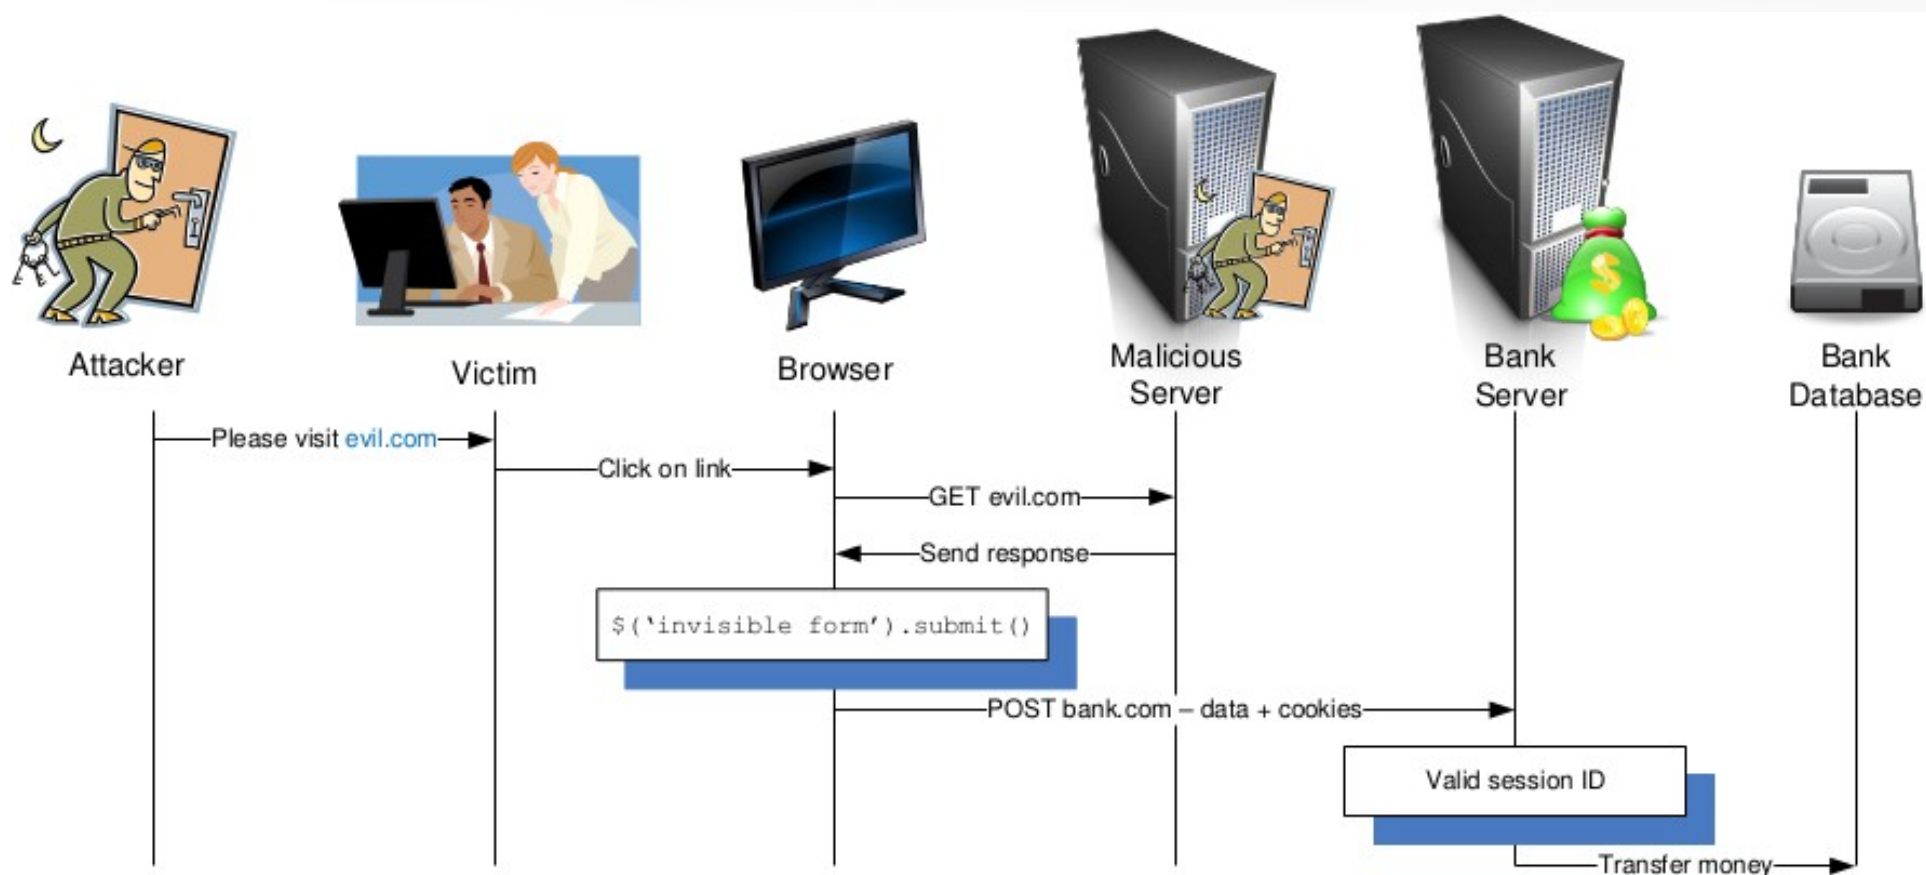 Attacker
Victim
Browser
Malicious
Server
Bank
Server
Bank
Database
Please visit evil.com
Click on link
GET evil.com
Send response
$(‘invisible form’).submit()
POST bank.com – data + cookies
Valid session ID
Transfer money